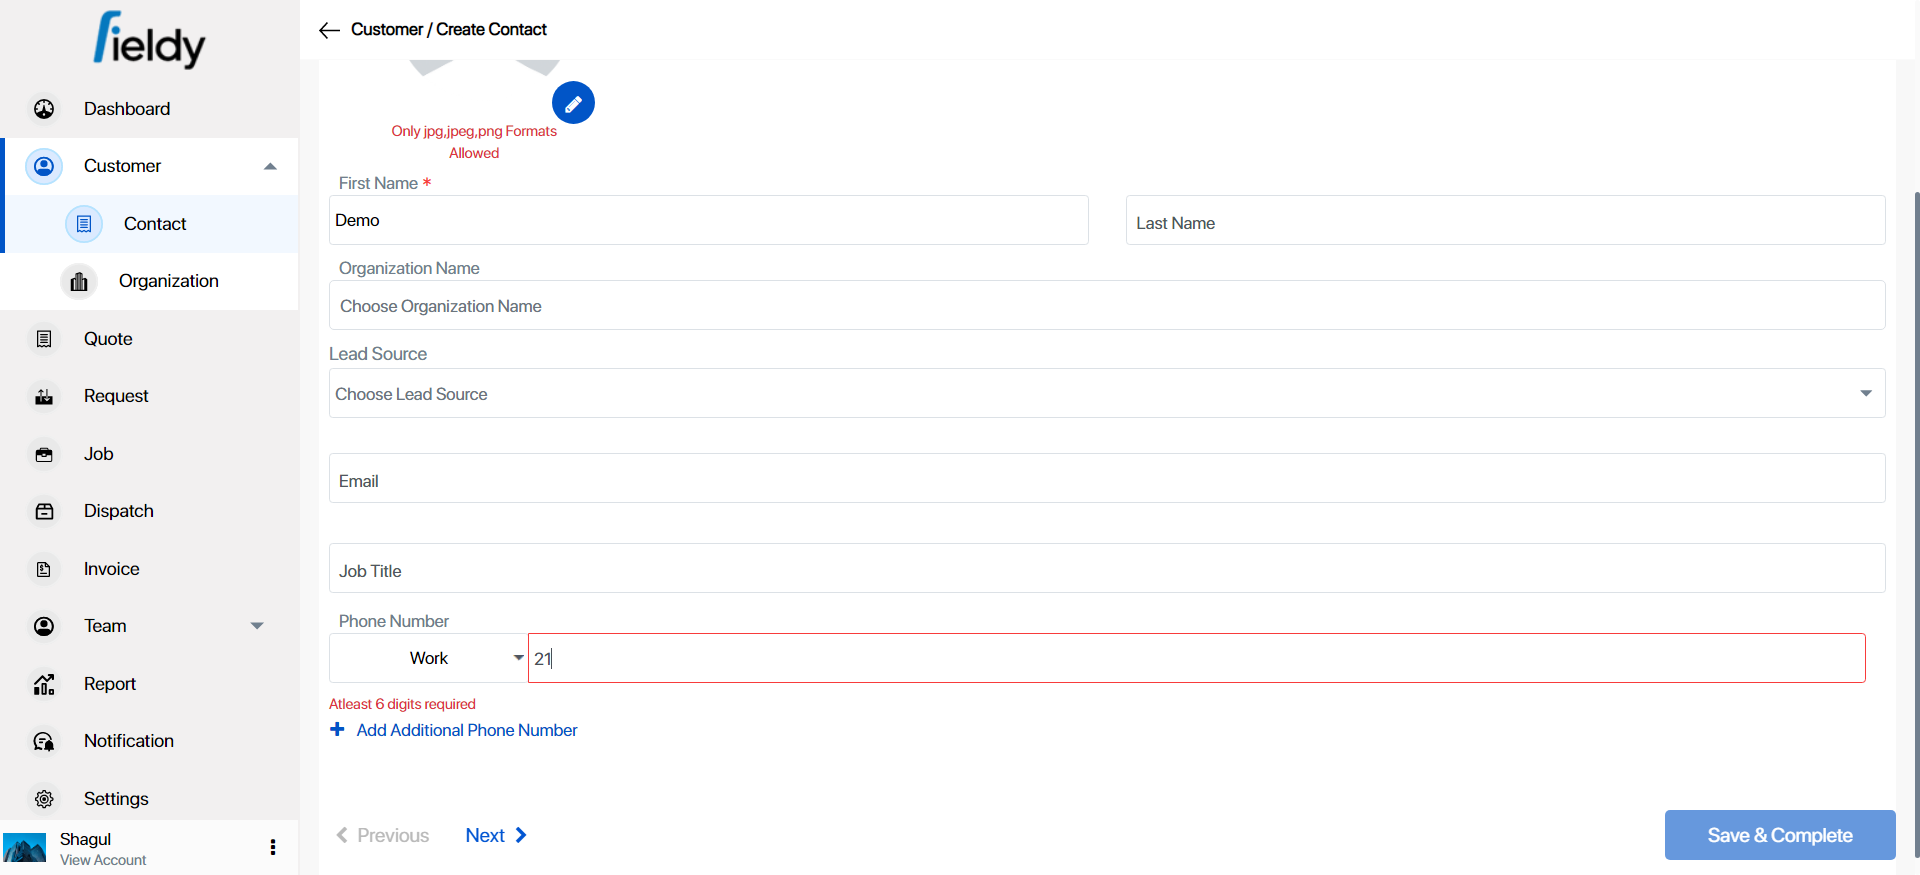 fieldy
Dashboard
Customer
Contact
Organization
Quote
Request
Job
Dispatch
Invoice
Team
Report
Notification
Settings
Shagul
View Account
Customer / Create Contact
Only jpg,jpeg,png Formats
Allowed
First Name *
Demo
Last Name
Organization Name
Choose Organization Name
Lead Source
Choose Lead Source
Email
Job Title
Phone Number
Work
21
Atleast 6 digits required
+ Add Additional Phone Number
Previous
Next
Save & Complete